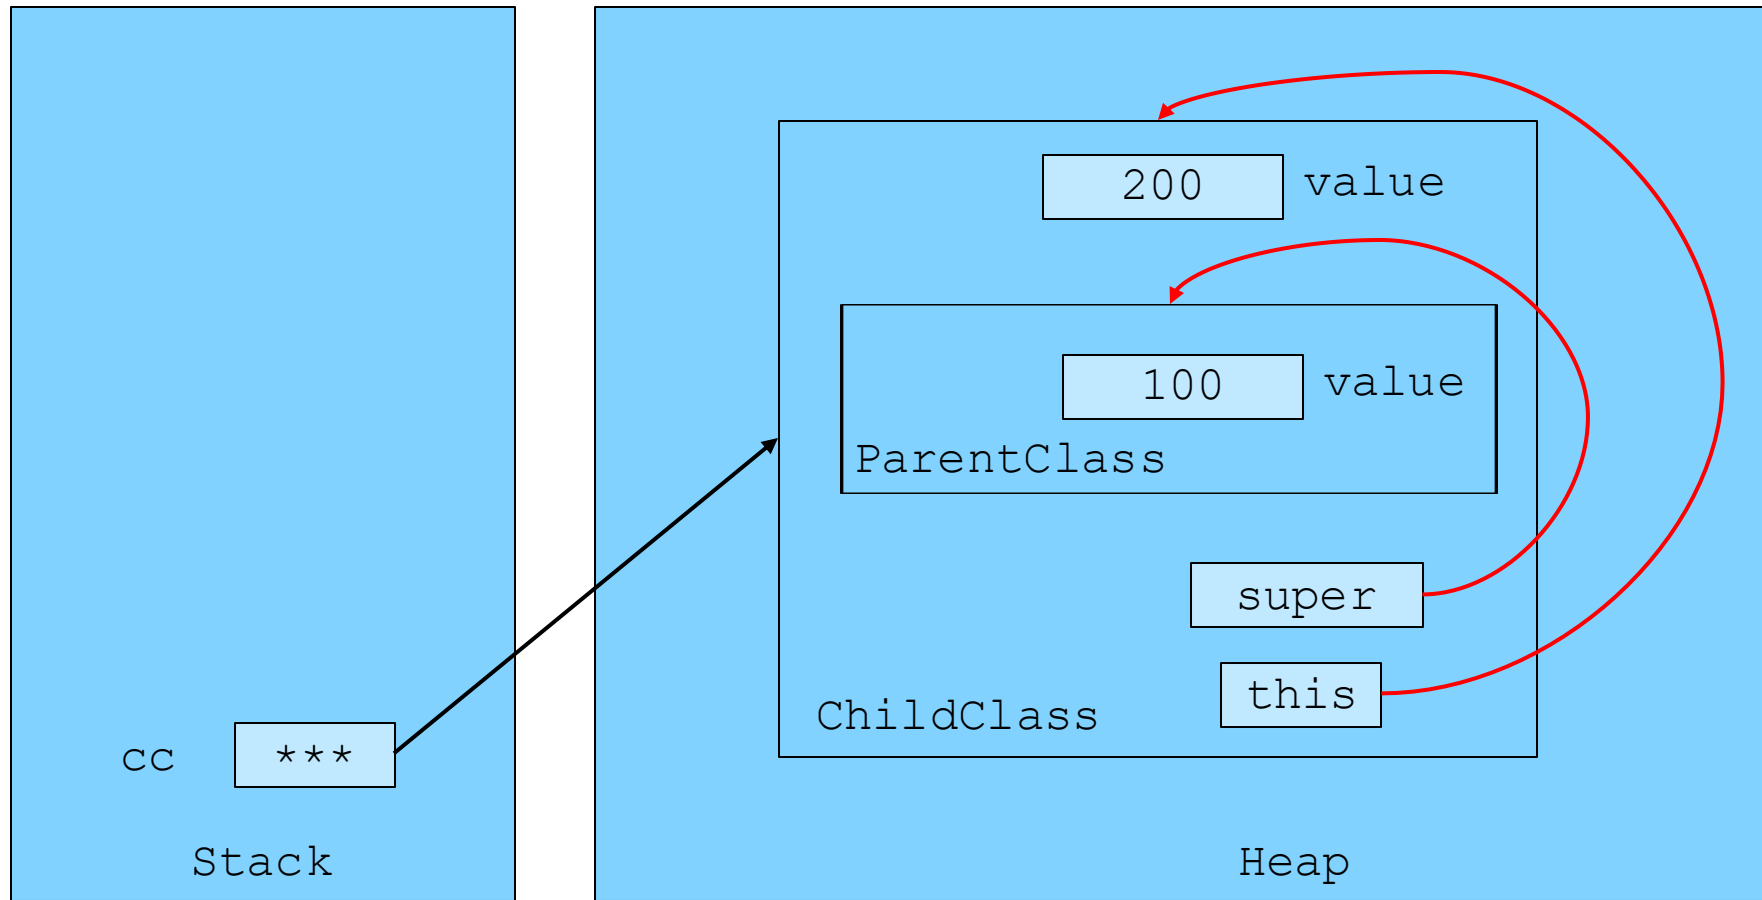 200 value
100 value
ParentClass
super
this
ChildClass
cc ***
Stack
Heap